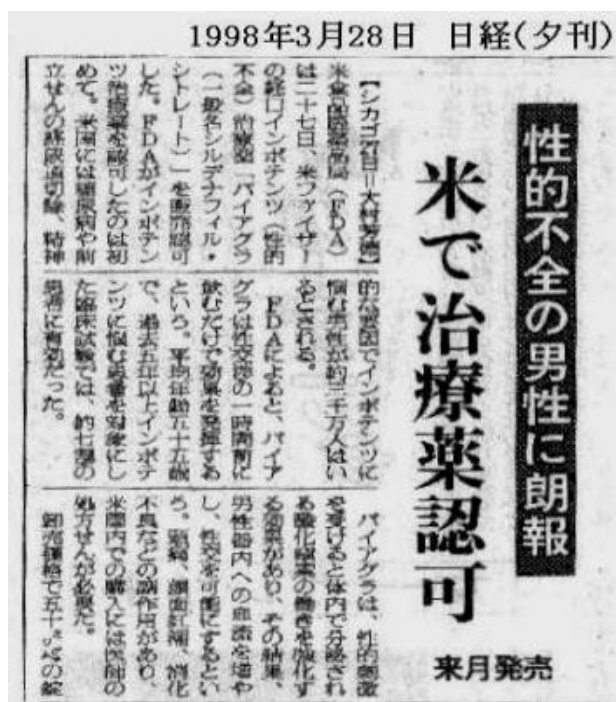 1998年3月28日 日経(夕刊)
性的不全の男性に朗報
米で治療薬認可
来月発売
【シカゴ28日=大村芳徳】
米食品医薬品局(FDA)
は二十七日、米ファイザー
の経口インポテンツ(性的
不全)治療薬「バイアグラ
(一般名シルデナフィル・
シトレート)」を販売認可
した。FDAがインポテン
ツ治療薬を認可したのは初
めて。米国には糖尿病や前
立せんの経尿道切除、精神
的な要因でインポテンツに
悩む男性が約三千万人はい
るとされる。
FDAによると、バイア
グラは性交渉の一時間前に
飲むだけで効果を発揮する
という。平均年齢五十五歳
で、過去五年以上インポテ
ンツに悩む患者を対象にし
た臨床試験では、約七割の
患者に有効だった。
バイアグラは、性的刺激
を受けると体内で分泌され
る酸化窒素の働きを強化す
る効果があり、その結果、
男性器内への血流を増や
し、性交を可能にするとい
う。頭痛、顔面紅潮、消化
不良などの副作用があり、
米国内での購入には医師の
処方せんが必要だ。
卸売価格で五十㍉㌘の錠